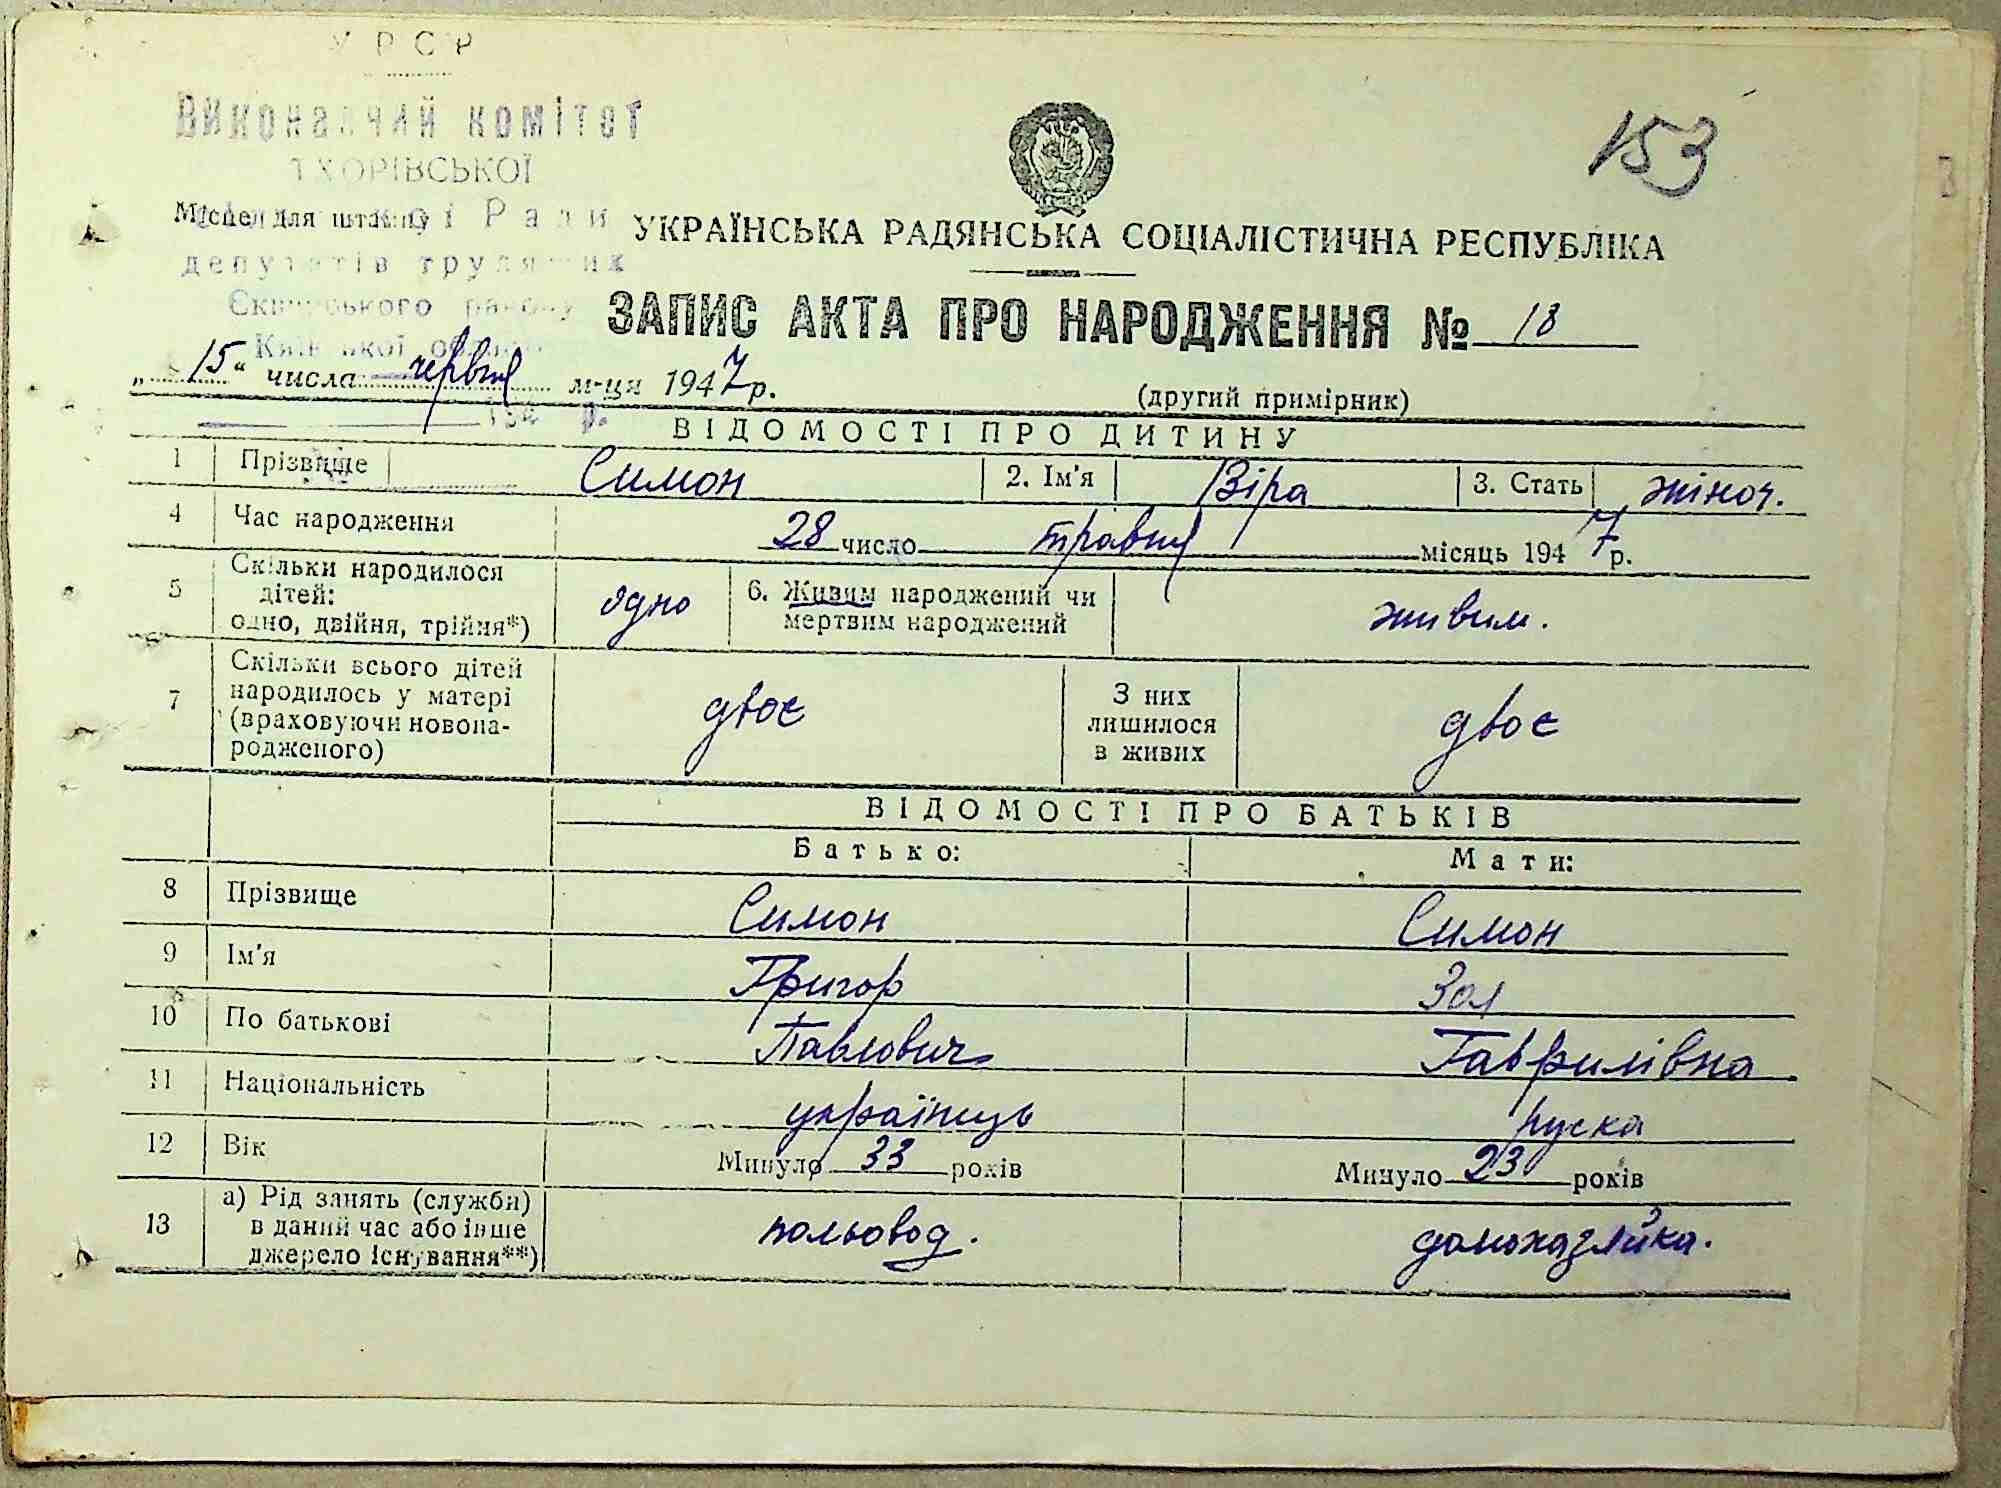 УРСР
Виконавчий комітет
ТХОРІВСЬКОЇ
153
Місце для штампу
Ради
УКРАЇНСЬКА РАДЯНСЬКА СОЦІАЛІСТИЧНА РЕСПУБЛІКА
депутатів трудящих
району
ЗАПИС АКТА ПРО НАРОДЖЕННЯ № 18
„15“ числа червня м-ця 1947 р.
(другий примірник)
194 р.
ВІДОМОСТІ ПРО ДИТИНУ
1 Прізвище Симон 2. Ім'я Віра 3. Стать жіноч.
4 Час народження 28 число травня місяць 1947 р.
5 Скільки народилося дітей: одно, двійня, трійня*) одно 6. Живим народжений чи мертвим народжений живим.
7 Скільки всього дітей народилось у матері (враховуючи новона-родженого) двоє З них лишилося в живих двоє
ВІДОМОСТІ ПРО БАТЬКІВ
Батько: Мати:
8 Прізвище Симон Симон
9 Ім'я Григор Зоя
10 По батькові Павлович Гаврилівна
11 Національність українець руска
12 Вік Минуло 33 років Минуло 23 років
13 а) Рід занять (служби) в даний час або інше джерело існування**) польовод. домохазяйка.